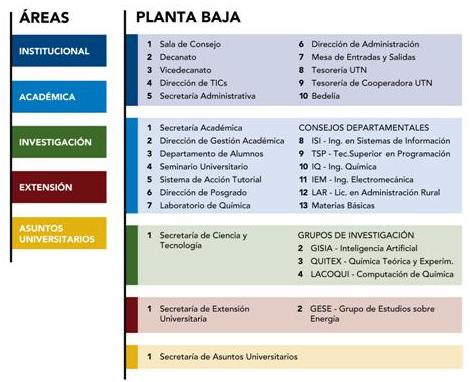 ÁREAS
INSTITUCIONAL
ACADÉMICA
INVESTIGACIÓN
EXTENSIÓN
ASUNTOS
UNIVERSITARIOS
PLANTA BAJA
1 Sala de Consejo
2 Decanato
3 Vicedecanato
4 Dirección de TICs
5 Secretaría Administrativa
6 Dirección de Administración
7 Mesa de Entradas y Salidas
8 Tesorería UTN
9 Tesorería de Cooperadora UTN
10 Bedelía
1 Secretaría Académica
2 Dirección de Gestión Académica
3 Departamento de Alumnos
4 Seminario Universitario
5 Sistema de Acción Tutorial
6 Dirección de Posgrado
7 Laboratorio de Química
CONSEJOS DEPARTAMENTALES
8 ISI - Ing. en Sistemas de Información
9 TSP - Tec.Superior en Programación
10 IQ - Ing. Química
11 IEM - Ing. Electromecánica
12 LAR - Lic. en Administración Rural
13 Materias Básicas
1 Secretaría de Ciencia y
Tecnología
GRUPOS DE INVESTIGACIÓN
2 GISIA - Inteligencia Artificial
3 QUITEX - Química Teórica y Experim.
4 LACOQUI - Computación de Química
1 Secretaría de Extensión
Universitaria
2 GESE - Grupo de Estudios sobre
Energía
1 Secretaría de Asuntos Universitarios